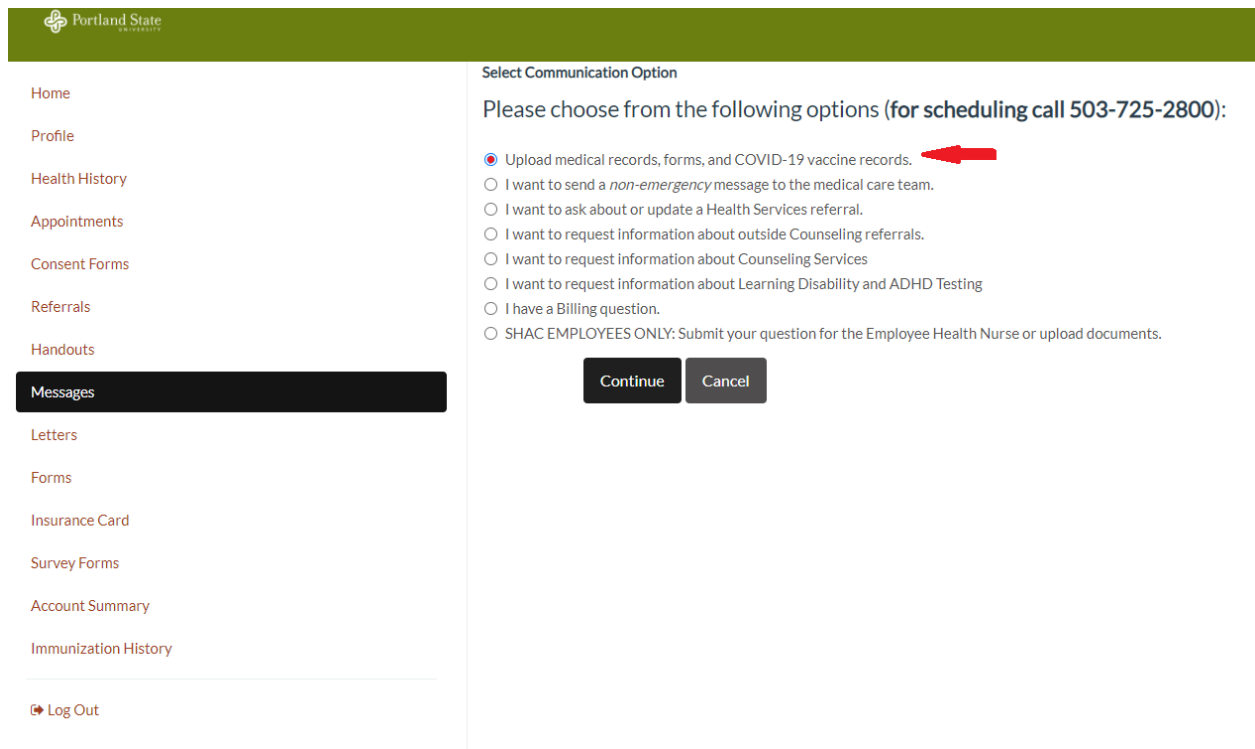 Portland State
UNIVERSITY
Home
Profile
Health History
Appointments
Consent Forms
Referrals
Handouts
Messages
Letters
Forms
Insurance Card
Survey Forms
Account Summary
Immunization History
Log Out
Select Communication Option
Please choose from the following options (for scheduling call 503-725-2800):
Upload medical records, forms, and COVID-19 vaccine records.
I want to send a non-emergency message to the medical care team.
I want to ask about or update a Health Services referral.
I want to request information about outside Counseling referrals.
I want to request information about Counseling Services
I want to request information about Learning Disability and ADHD Testing
I have a Billing question.
SHAC EMPLOYEES ONLY: Submit your question for the Employee Health Nurse or upload documents.
Continue Cancel